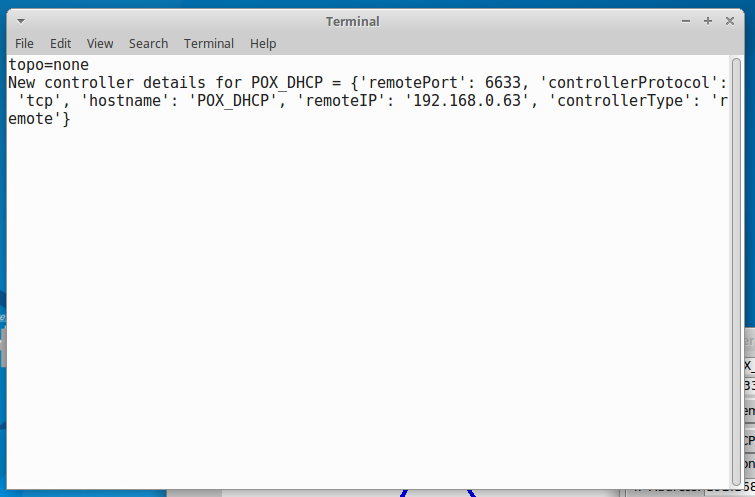 Terminal
File Edit View Search Terminal Help
topo=none
New controller details for POX_DHCP = {'remotePort': 6633, 'controllerProtocol':
 'tcp', 'hostname': 'POX_DHCP', 'remoteIP': '192.168.0.63', 'controllerType': 'r
emote'}